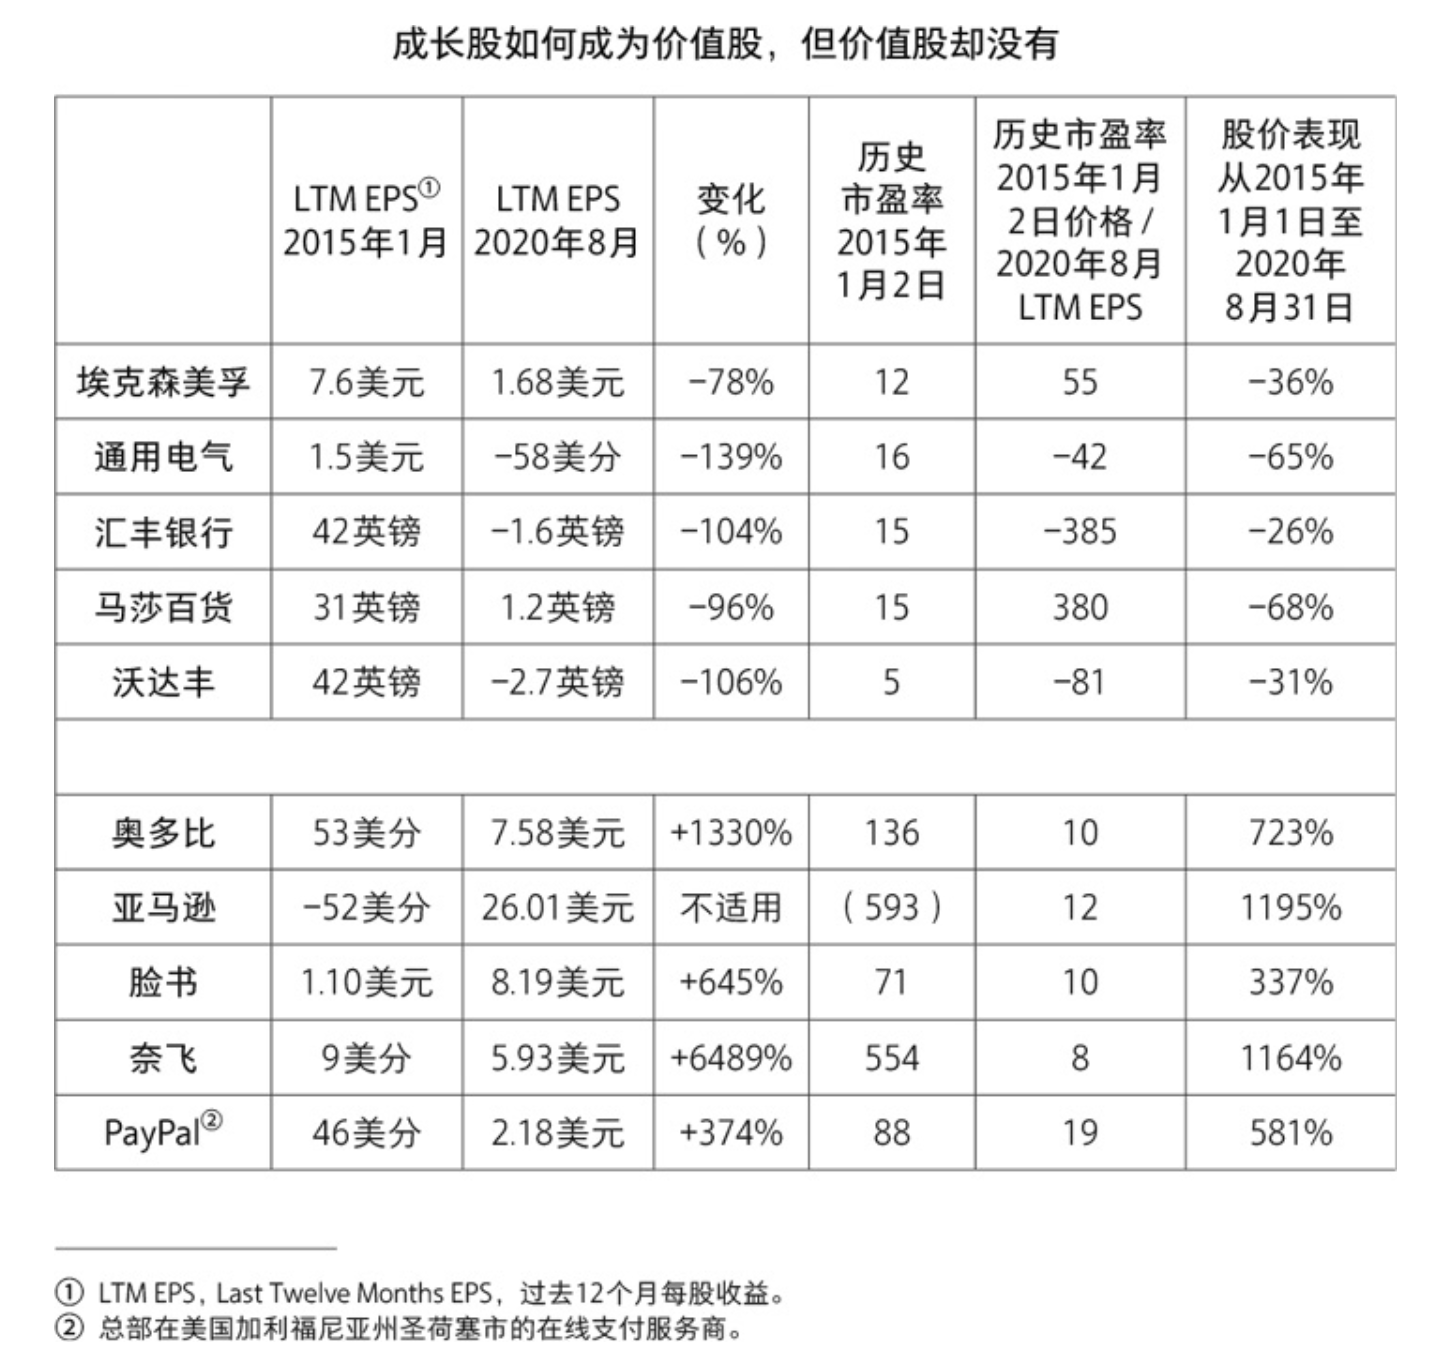 成长股如何成为价值股，但价值股却没有
LTM EPS①
2015年1月
LTM EPS
2020年8月
变化
（%）
历史
市盈率
2015年
1月2日
历史市盈率
2015年1月
2日价格 /
2020年8月
LTM EPS
股价表现
从2015年
1月1日至
2020年
8月31日
埃克森美孚 7.6美元 1.68美元 −78% 12 55 −36%
通用电气 1.5美元 −58美分 −139% 16 −42 −65%
汇丰银行 42英镑 −1.6英镑 −104% 15 −385 −26%
马莎百货 31英镑 1.2英镑 −96% 15 380 −68%
沃达丰 42英镑 −2.7英镑 −106% 5 −81 −31%
奥多比 53美分 7.58美元 +1330% 136 10 723%
亚马逊 −52美分 26.01美元 不适用 （593） 12 1195%
脸书 1.10美元 8.19美元 +645% 71 10 337%
奈飞 9美分 5.93美元 +6489% 554 8 1164%
PayPal② 46美分 2.18美元 +374% 88 19 581%
① LTM EPS，Last Twelve Months EPS，过去12个月每股收益。
② 总部在美国加利福尼亚州圣荷塞市的在线支付服务商。